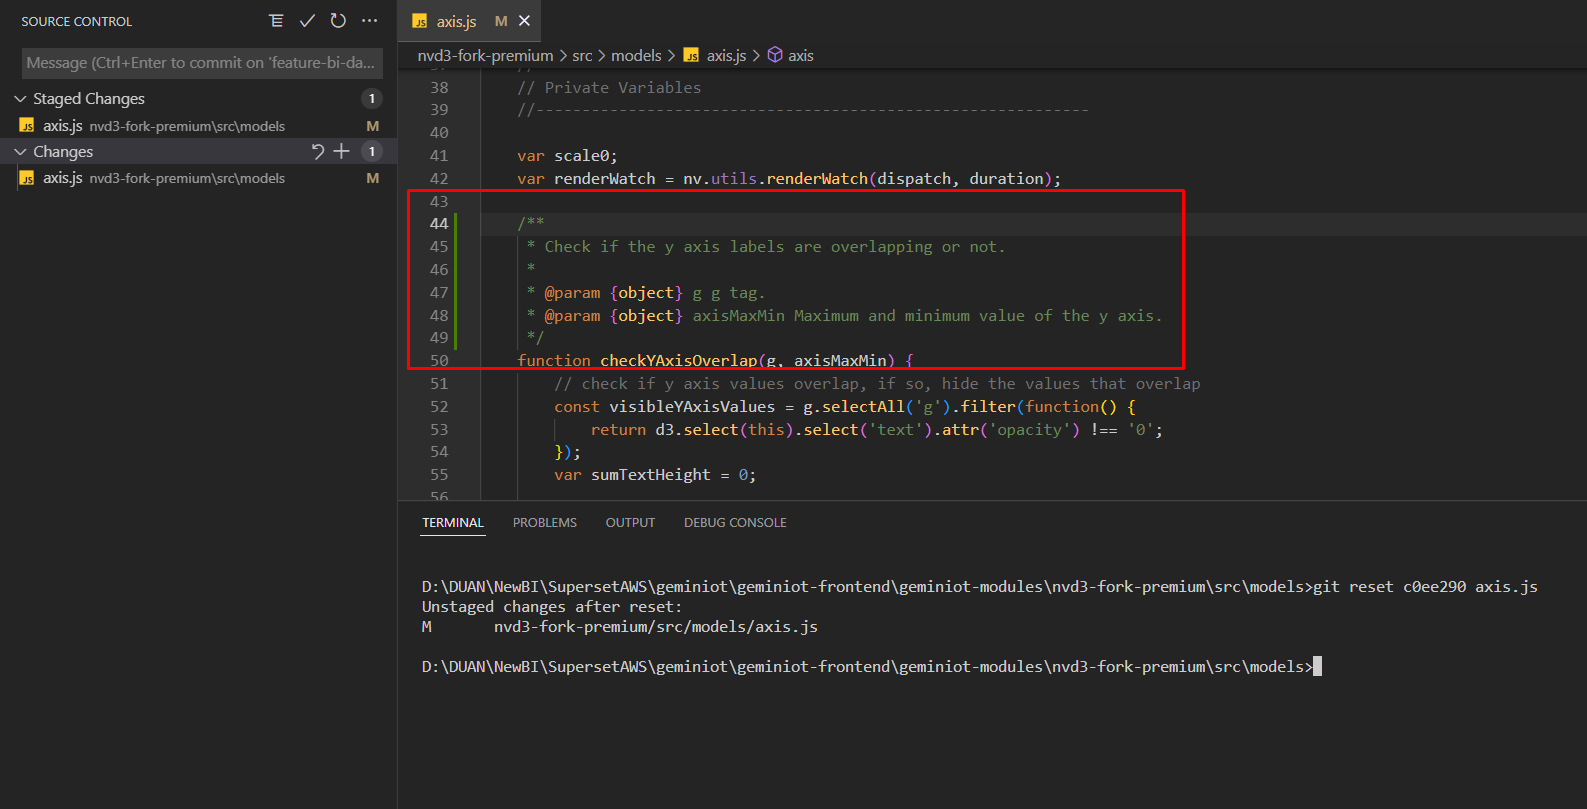 SOURCE CONTROL
Message (Ctrl+Enter to commit on 'feature-bi-da...
Staged Changes 1
JS axis.js nvd3-fork-premium\src\models M
Changes 1
JS axis.js nvd3-fork-premium\src\models M
JS axis.js M
nvd3-fork-premium > src > models > JS axis.js > axis
37 //
38 // Private Variables
39 //------------------------------------------------------------
40
41 var scale0;
42 var renderWatch = nv.utils.renderWatch(dispatch, duration);
43
44 /**
45 * Check if the y axis labels are overlapping or not.
46 *
47 * @param {object} g g tag.
48 * @param {object} axisMaxMin Maximum and minimum value of the y axis.
49 */
50 function checkYAxisOverlap(g, axisMaxMin) {
51 // check if y axis values overlap, if so, hide the values that overlap
52 const visibleYAxisValues = g.selectAll('g').filter(function() {
53 return d3.select(this).select('text').attr('opacity') !== '0';
54 });
55 var sumTextHeight = 0;
56
TERMINAL PROBLEMS OUTPUT DEBUG CONSOLE
D:\DUAN\NewBI\SupersetAWS\geminiot\geminiot-frontend\geminiot-modules\nvd3-fork-premium\src\models>git reset c0ee290 axis.js
Unstaged changes after reset:
M nvd3-fork-premium/src/models/axis.js
D:\DUAN\NewBI\SupersetAWS\geminiot\geminiot-frontend\geminiot-modules\nvd3-fork-premium\src\models>